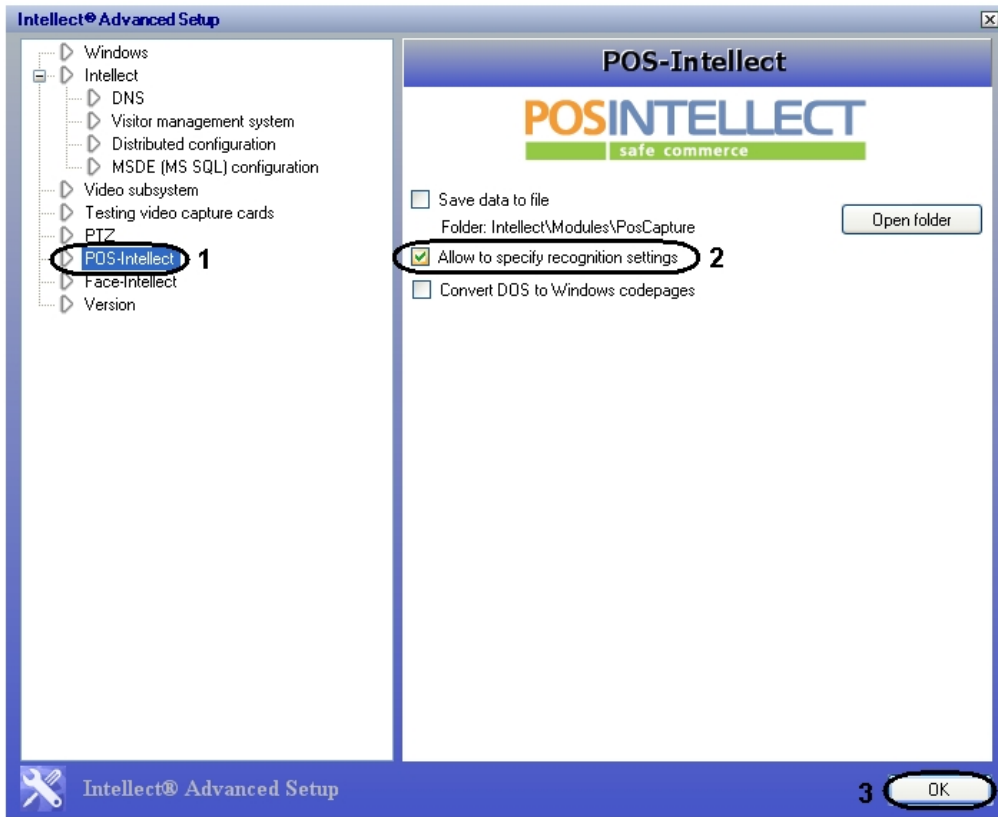 Intellect® Advanced Setup
Windows
Intellect
DNS
Visitor management system
Distributed configuration
MSDE (MS SQL) configuration
Video subsystem
Testing video capture cards
PTZ
POS-Intellect 1
Face-Intellect
Version
POS-Intellect
POSINTELLECT
safe commerce
Save data to file
Folder: Intellect\Modules\PosCapture
Open folder
Allow to specify recognition settings 2
Convert DOS to Windows codepages
Intellect® Advanced Setup
3 OK